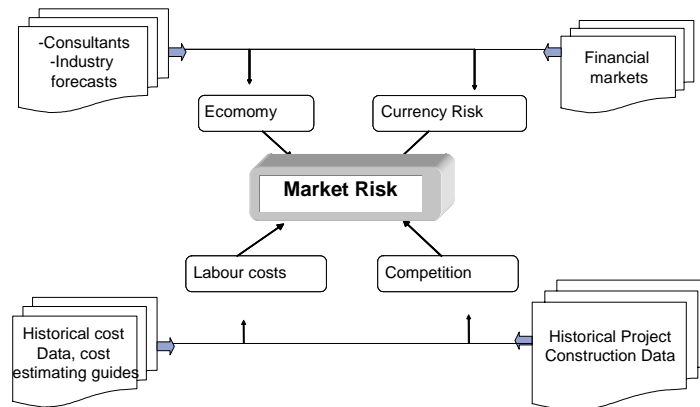 -Consultants
-Industry
forecasts
Financial
markets
Ecomomy
Currency Risk
Market Risk
Labour costs
Competition
Historical cost
Data, cost
estimating guides
Historical Project
Construction Data